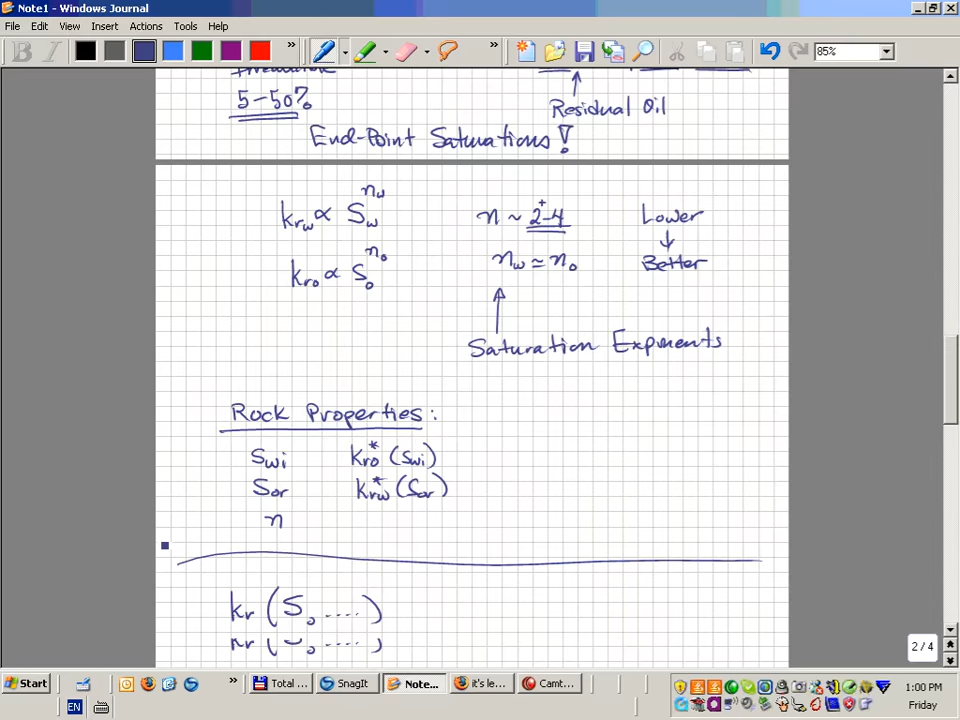 Note1 - Windows Journal
File Edit View Insert Actions Tools Help
B I » » 85%
5-50%
Residual Oil
End-Point Saturations!
krw ∝ Sw^nw n ~ 2+-4 Lower
↓
kro ∝ So^no nw ≃ no Better
↑
Saturation Exponents
Rock Properties:
Swi kro* (Swi)
Sor krw* (Sor)
n
kr (S, ....)
2 / 4
Start » Total ... SnagIt Note... it's le... Camt... 1:00 PM
EN Friday